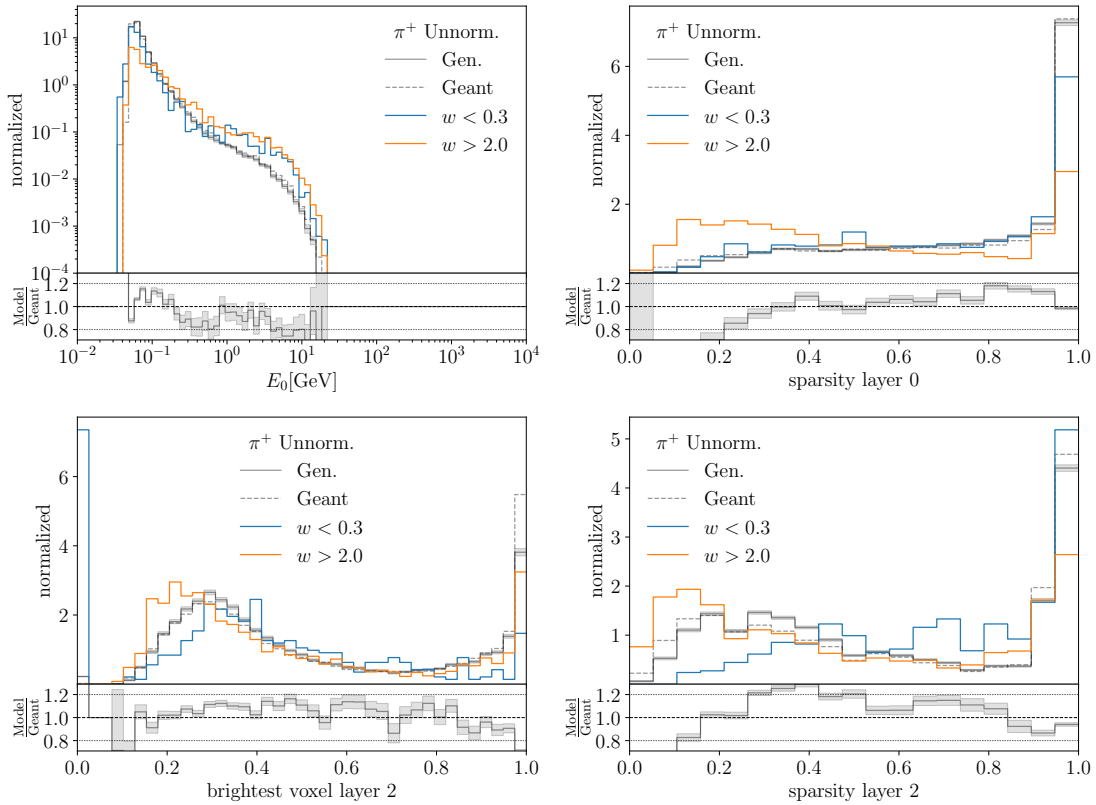 π⁺ Unnorm.
Gen.
Geant
w < 0.3
w > 2.0
normalized
10¹
10⁰
10⁻¹
10⁻²
10⁻³
10⁻⁴
Model
Geant
1.2
1.0
0.8
10⁻² 10⁻¹ 10⁰ 10¹ 10² 10³ 10⁴
E₀[GeV]
π⁺ Unnorm.
Gen.
Geant
w < 0.3
w > 2.0
normalized
6
4
2
Model
Geant
1.2
1.0
0.8
0.0 0.2 0.4 0.6 0.8 1.0
sparsity layer 0
π⁺ Unnorm.
Gen.
Geant
w < 0.3
w > 2.0
normalized
6
4
2
Model
Geant
1.2
1.0
0.8
0.0 0.2 0.4 0.6 0.8 1.0
brightest voxel layer 2
π⁺ Unnorm.
Gen.
Geant
w < 0.3
w > 2.0
normalized
5
4
3
2
1
Model
Geant
1.2
1.0
0.8
0.0 0.2 0.4 0.6 0.8 1.0
sparsity layer 2